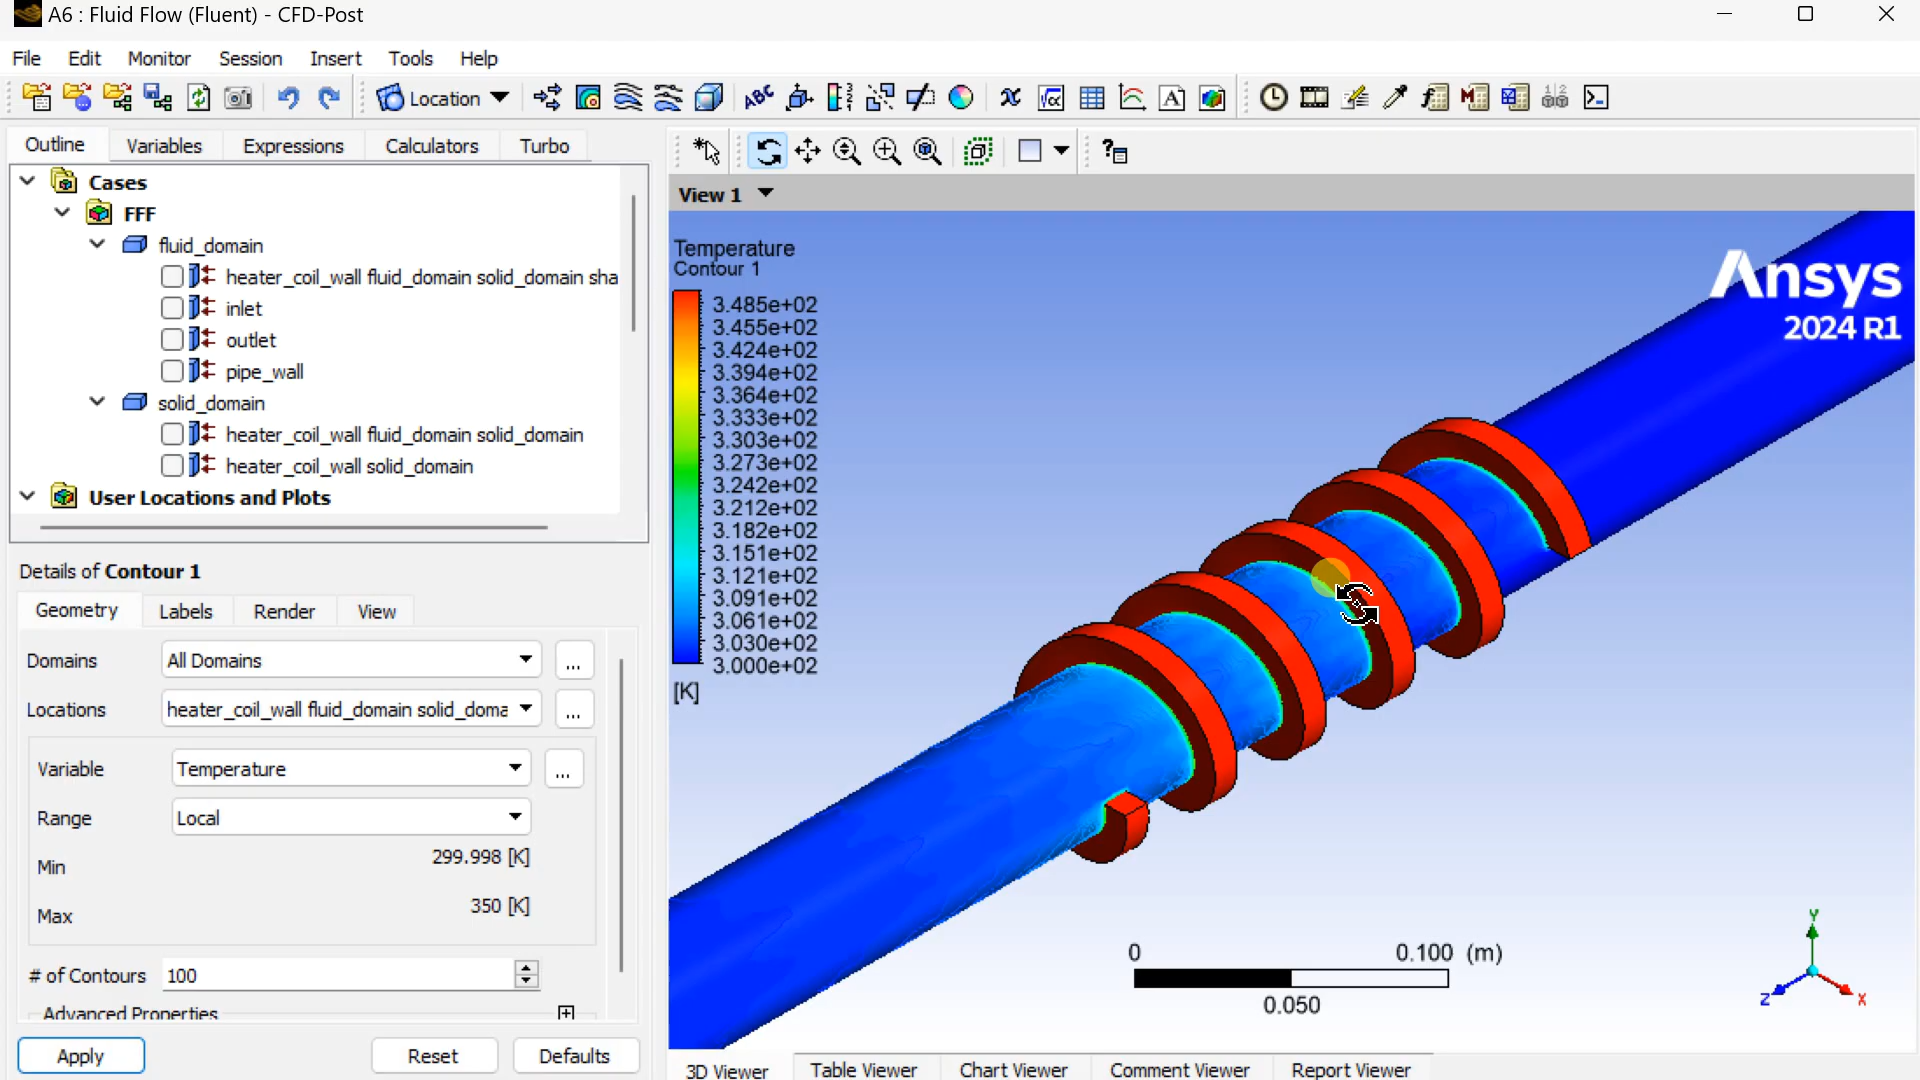 A6 : Fluid Flow (Fluent) - CFD-Post
File Edit Monitor Session Insert Tools Help
Location
Outline Variables Expressions Calculators Turbo
Cases
FFF
fluid_domain
heater_coil_wall fluid_domain solid_domain sha
inlet
outlet
pipe_wall
solid_domain
heater_coil_wall fluid_domain solid_domain
heater_coil_wall solid_domain
User Locations and Plots
Details of Contour 1
Geometry Labels Render View
Domains All Domains ...
Locations heater_coil_wall fluid_domain solid_doma ...
Variable Temperature ...
Range Local
Min 299.998 [K]
Max 350 [K]
# of Contours 100
Advanced Properties
Apply Reset Defaults
View 1
Temperature
Contour 1
3.485e+02
3.455e+02
3.424e+02
3.394e+02
3.364e+02
3.333e+02
3.303e+02
3.273e+02
3.242e+02
3.212e+02
3.182e+02
3.151e+02
3.121e+02
3.091e+02
3.061e+02
3.030e+02
3.000e+02
[K]
Ansys
2024 R1
0 0.100 (m)
0.050
Y
Z X
3D Viewer Table Viewer Chart Viewer Comment Viewer Report Viewer